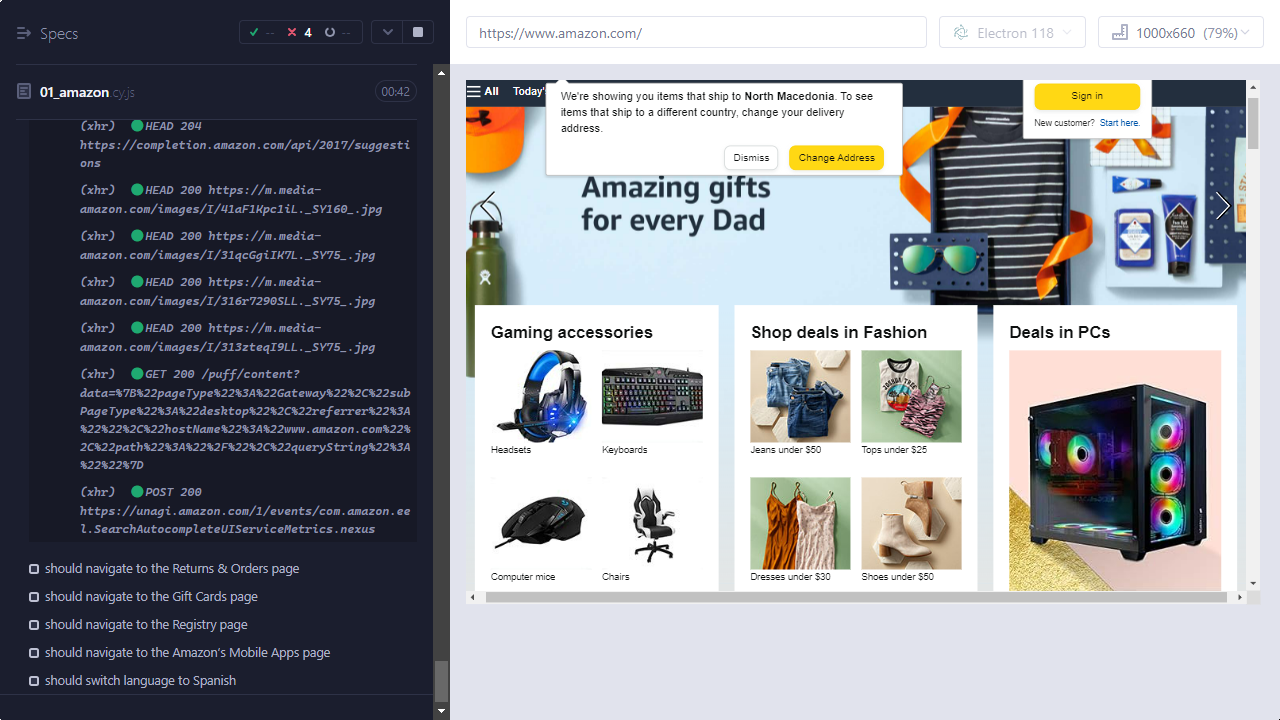 Specs
--
4
--
01_amazon.cy.js
00:42
(xhr) HEAD 204
https://completion.amazon.com/api/2017/suggesti
ons
(xhr) HEAD 200 https://m.media-
amazon.com/images/I/41aF1Kpc1iL._SY160_.jpg
(xhr) HEAD 200 https://m.media-
amazon.com/images/I/31qcGgiIK7L._SY75_.jpg
(xhr) HEAD 200 https://m.media-
amazon.com/images/I/316r7290SLL._SY75_.jpg
(xhr) HEAD 200 https://m.media-
amazon.com/images/I/313zteqI9LL._SY75_.jpg
(xhr) GET 200 /puff/content?
data=%7B%22pageType%22%3A%22Gateway%22%2C%22sub
PageType%22%3A%22desktop%22%2C%22referrer%22%3A
%22%22%2C%22hostName%22%3A%22www.amazon.com%22%
2C%22path%22%3A%22%2F%22%2C%22queryString%22%3A
%22%22%7D
(xhr) POST 200
https://unagi.amazon.com/1/events/com.amazon.ee
l.SearchAutocompleteUIServiceMetrics.nexus
should navigate to the Returns & Orders page
should navigate to the Gift Cards page
should navigate to the Registry page
should navigate to the Amazon's Mobile Apps page
should switch language to Spanish
https://www.amazon.com/
Electron 118
1000x660 (79%)
All
Today'
We're showing you items that ship to North Macedonia. To see
items that ship to a different country, change your delivery
address.
Dismiss
Change Address
Sign in
New customer? Start here.
Amazing gifts
for every Dad
Gaming accessories
Headsets
Keyboards
Computer mice
Chairs
Shop deals in Fashion
Jeans under $50
Tops under $25
Dresses under $30
Shoes under $50
Deals in PCs